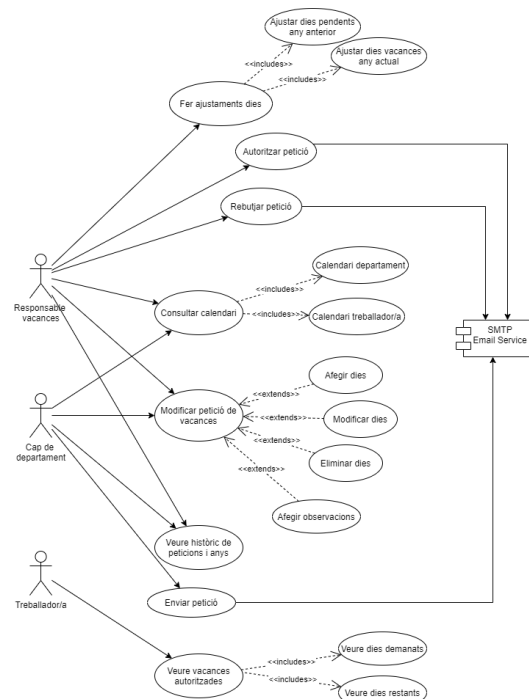 Ajustar dies pendents
any anterior
Ajustar dies vacances
any actual
<<includes>>
<<includes>>
Fer ajustaments dies
Autoritzar petició
Rebutjar petició
Responsable
vacances
Calendari departament
<<includes>>
Consultar calendari
<<includes>>
Calendari treballador/a
SMTP
Email Service
Afegir dies
<<extends>>
Modificar petició de
vacances
<<extends>>
Modificar dies
<<extends>>
Eliminar dies
<<extends>>
Cap de
departament
Afegir observacions
Veure històric de
peticions i anys
Treballador/a
Enviar petició
Veure dies demanats
<<includes>>
Veure vacances
autoritzades
<<includes>>
Veure dies restants